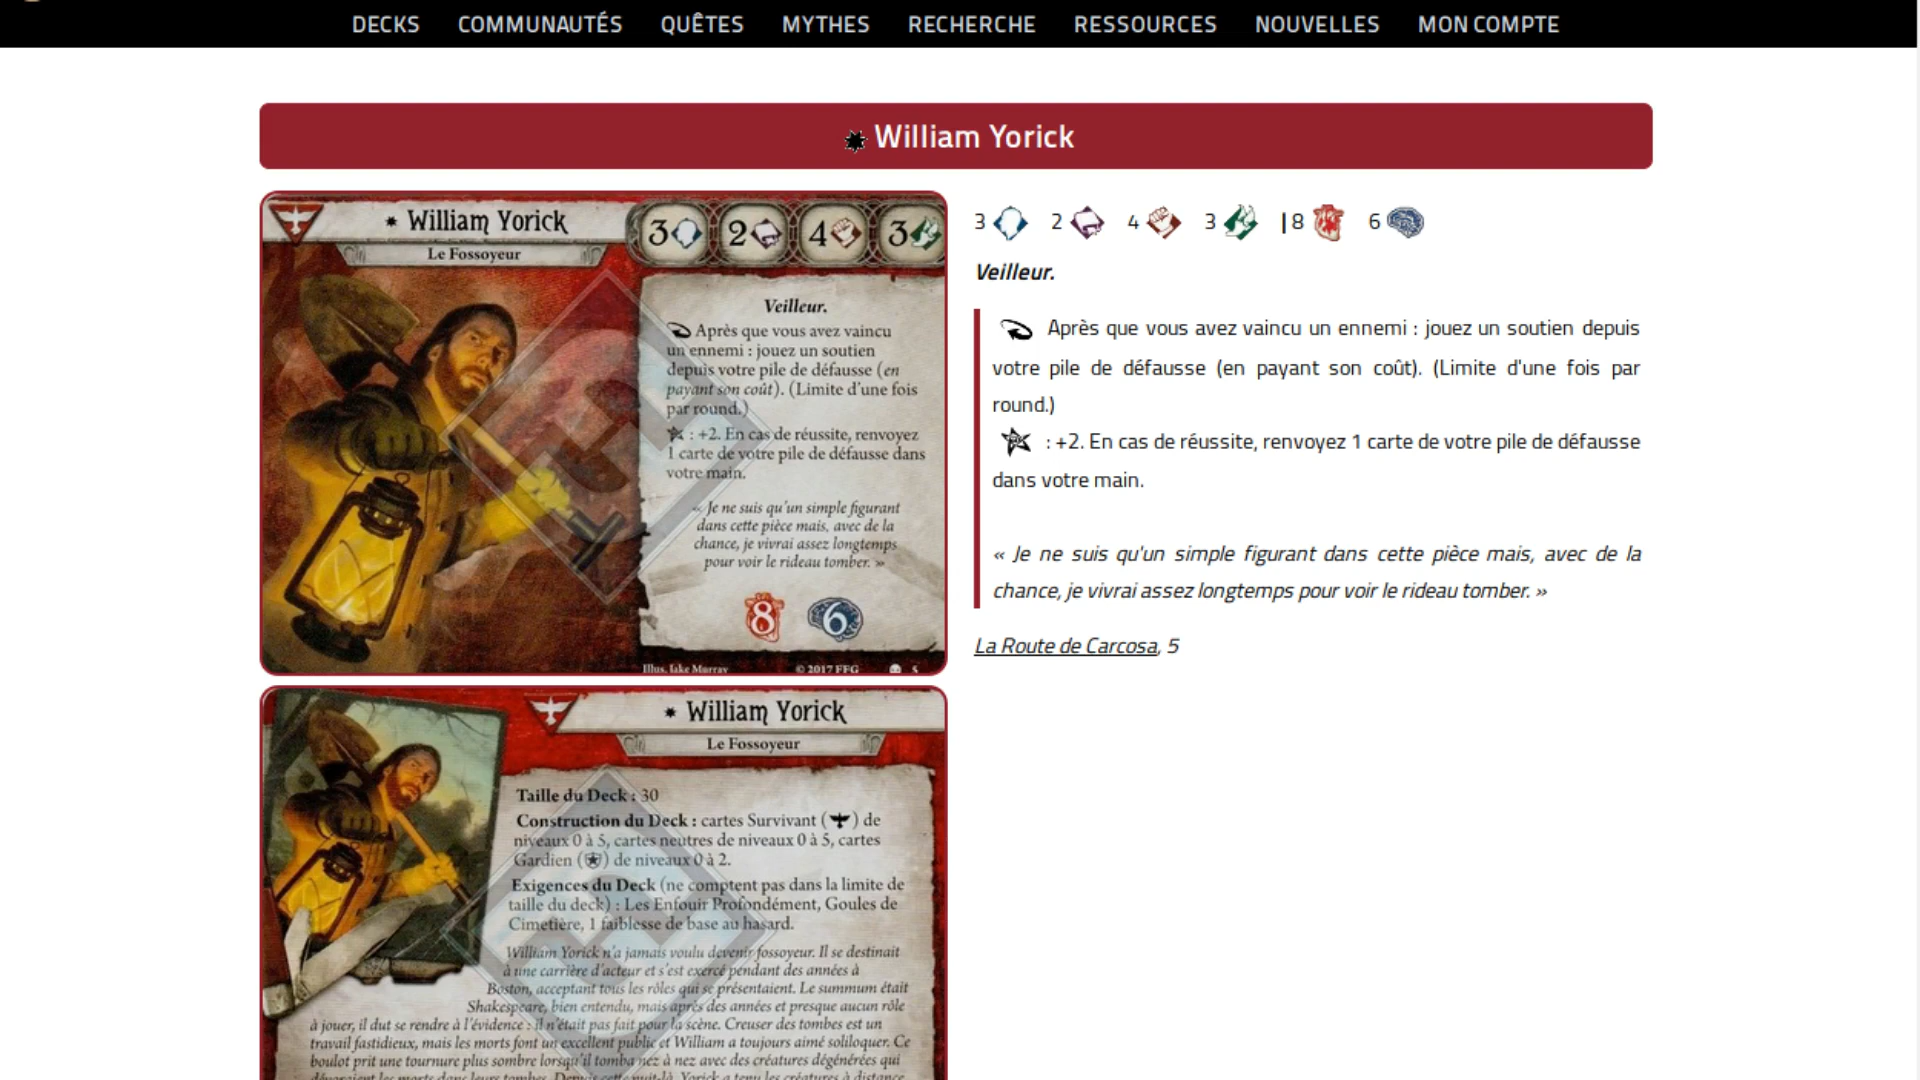 DECKS COMMUNAUTÉS QUÊTES MYTHES RECHERCHE RESSOURCES NOUVELLES MON COMPTE
William Yorick
William Yorick
Le Fossoyeur
3 2 4 3
Veilleur.
Après que vous avez vaincu
un ennemi : jouez un soutien
depuis votre pile de défausse (en
payant son coût). (Limite d'une fois
par round.)
: +2. En cas de réussite, renvoyez
1 carte de votre pile de défausse dans
votre main.
« Je ne suis qu'un simple figurant
dans cette pièce mais, avec de la
chance, je vivrai assez longtemps
pour voir le rideau tomber. »
8 6
Illus. Jake Murray © 2017 FFG 5
3 2 4 3 | 8 6
Veilleur.
Après que vous avez vaincu un ennemi : jouez un soutien depuis
votre pile de défausse (en payant son coût). (Limite d'une fois par
round.)
: +2. En cas de réussite, renvoyez 1 carte de votre pile de défausse
dans votre main.
« Je ne suis qu'un simple figurant dans cette pièce mais, avec de la
chance, je vivrai assez longtemps pour voir le rideau tomber. »
La Route de Carcosa, 5
William Yorick
Le Fossoyeur
Taille du Deck : 30
Construction du Deck : cartes Survivant ( ) de
niveaux 0 à 5, cartes neutres de niveaux 0 à 5, cartes
Gardien ( ) de niveaux 0 à 2.
Exigences du Deck (ne comptent pas dans la limite de
taille du deck) : Les Enfouir Profondément, Goules de
Cimetière, 1 faiblesse de base au hasard.
William Yorick n'a jamais voulu devenir fossoyeur. Il se destinait
à une carrière d'acteur et s'est exercé pendant des années à
Boston, acceptant tous les rôles qui se présentaient. Le summum était
Shakespeare, bien entendu, mais après des années et presque aucun rôle
à jouer, il dut se rendre à l'évidence : il n'était pas fait pour la scène. Creuser des tombes est un
travail fastidieux, mais les morts font un excellent public et William a toujours aimé soliloquer. Ce
boulot prit une tournure plus sombre lorsqu'il tomba nez à nez avec des créatures dégénérées qui
dévoraient les morts dans leurs tombes. Depuis cette nuit-là, Yorick a tenu les créatures à distance